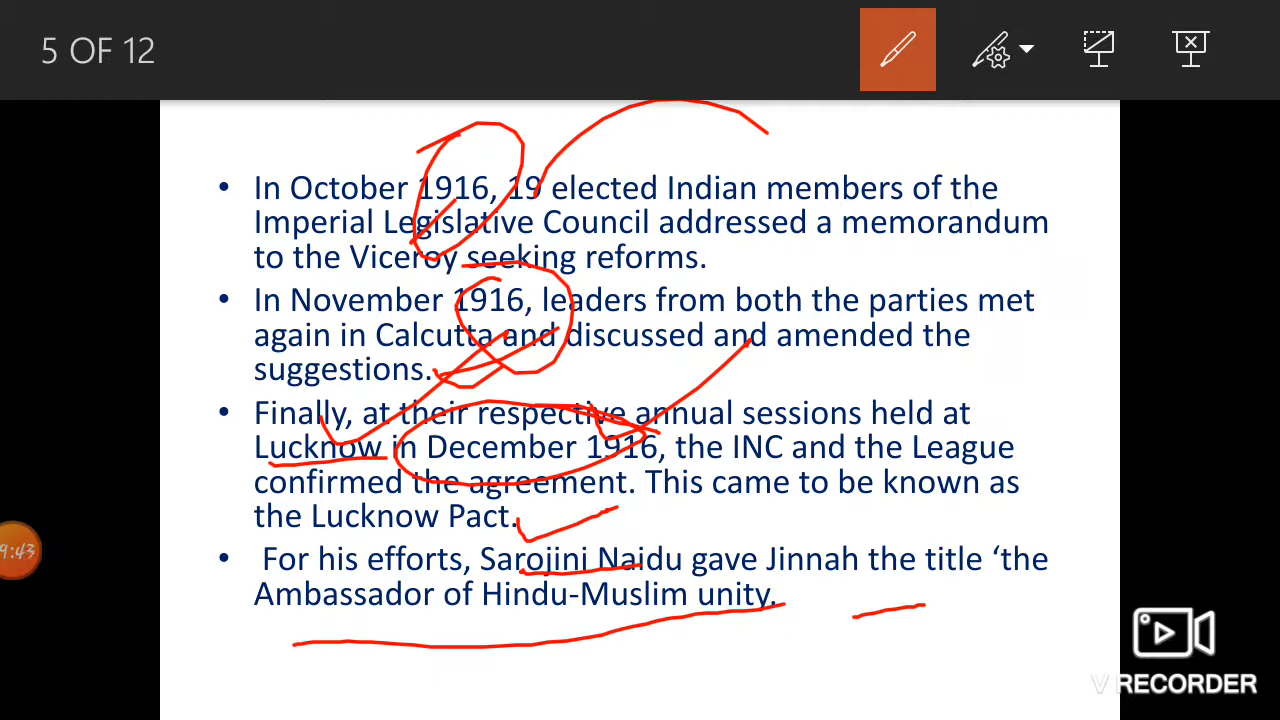 5 OF 12
• In October 1916, 19 elected Indian members of the
Imperial Legislative Council addressed a memorandum
to the Viceroy seeking reforms.
• In November 1916, leaders from both the parties met
again in Calcutta and discussed and amended the
suggestions.
• Finally, at their respective annual sessions held at
Lucknow in December 1916, the INC and the League
confirmed the agreement. This came to be known as
the Lucknow Pact.
• For his efforts, Sarojini Naidu gave Jinnah the title ‘the
Ambassador of Hindu-Muslim unity.
9:43
V RECORDER